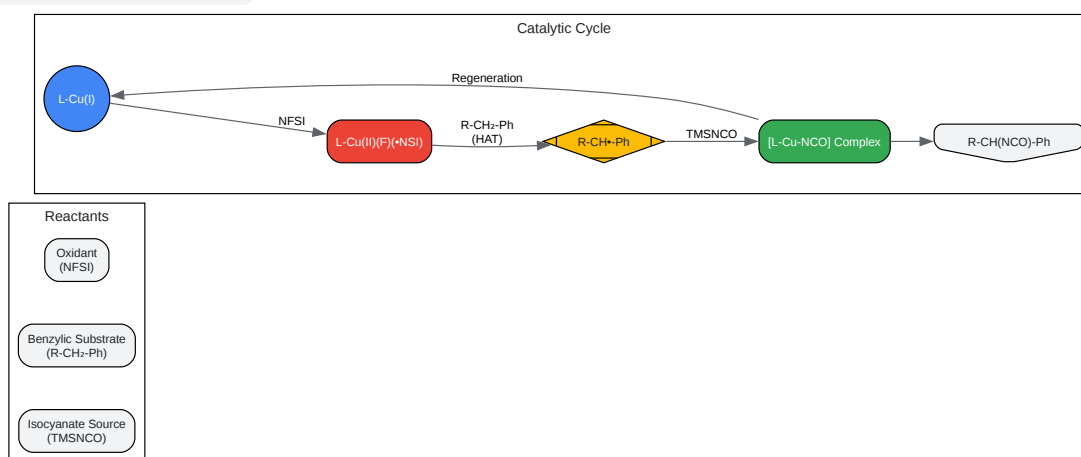 Catalytic Cycle
Regeneration
L-Cu(I)
NFSI
L-Cu(II)(F)(•NSI)
R-CH₂-Ph
(HAT)
R-CH•-Ph
TMSNCO
[L-Cu-NCO] Complex
R-CH(NCO)-Ph
Reactants
Oxidant
(NFSI)
Benzylic Substrate
(R-CH₂-Ph)
Isocyanate Source
(TMSNCO)